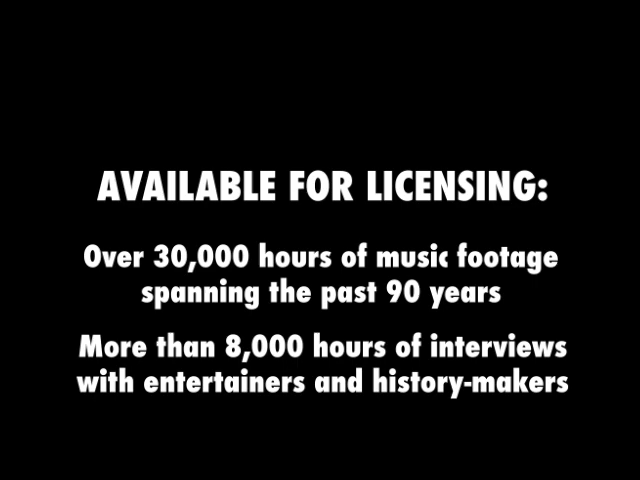 AVAILABLE FOR LICENSING:
Over 30,000 hours of music footage
spanning the past 90 years
More than 8,000 hours of interviews
with entertainers and history-makers